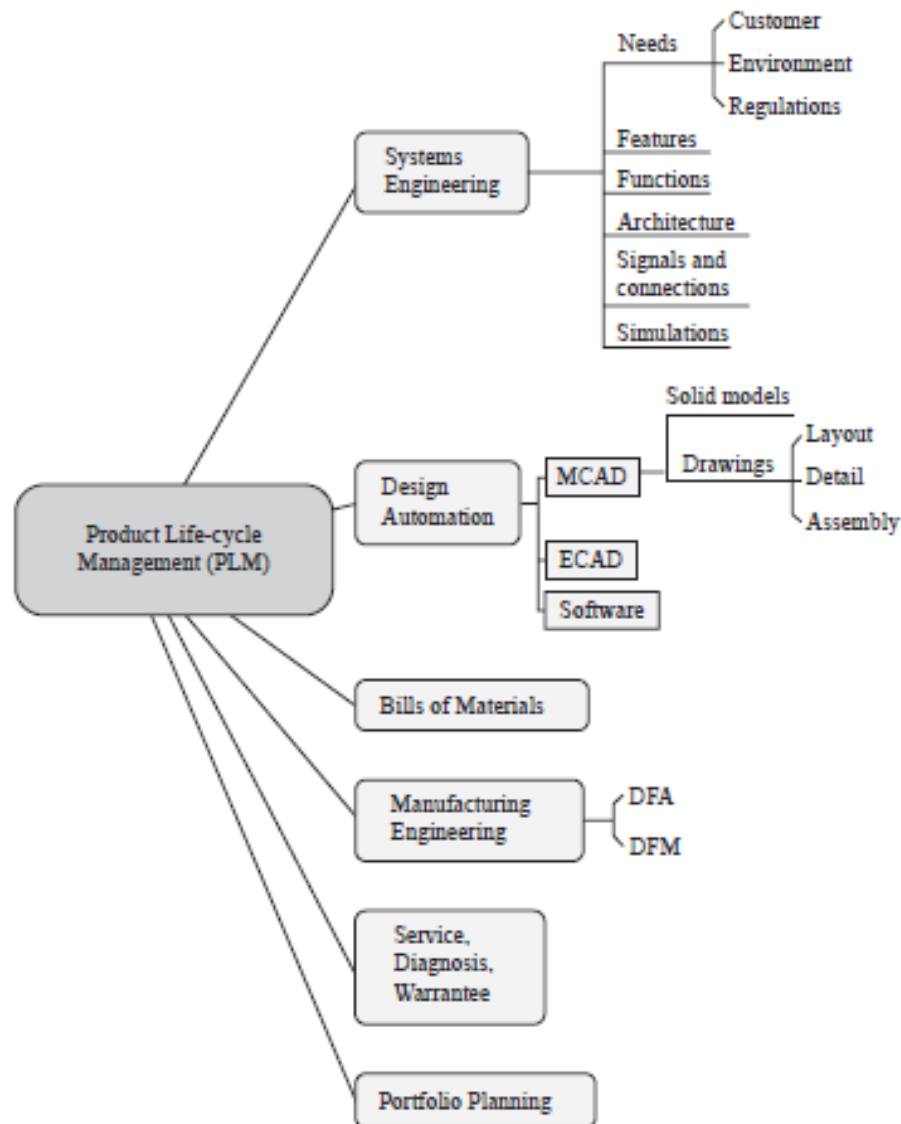 Customer
Needs
Environment
Regulations
Systems
Engineering
Features
Functions
Architecture
Signals and
connections
Simulations
Solid models
Layout
Design
Automation
MCAD
Drawings
Detail
Assembly
Product Life-cycle
Management (PLM)
ECAD
Software
Bills of Materials
Manufacturing
Engineering
DFA
DFM
Service,
Diagnosis,
Warrantee
Portfolio Planning